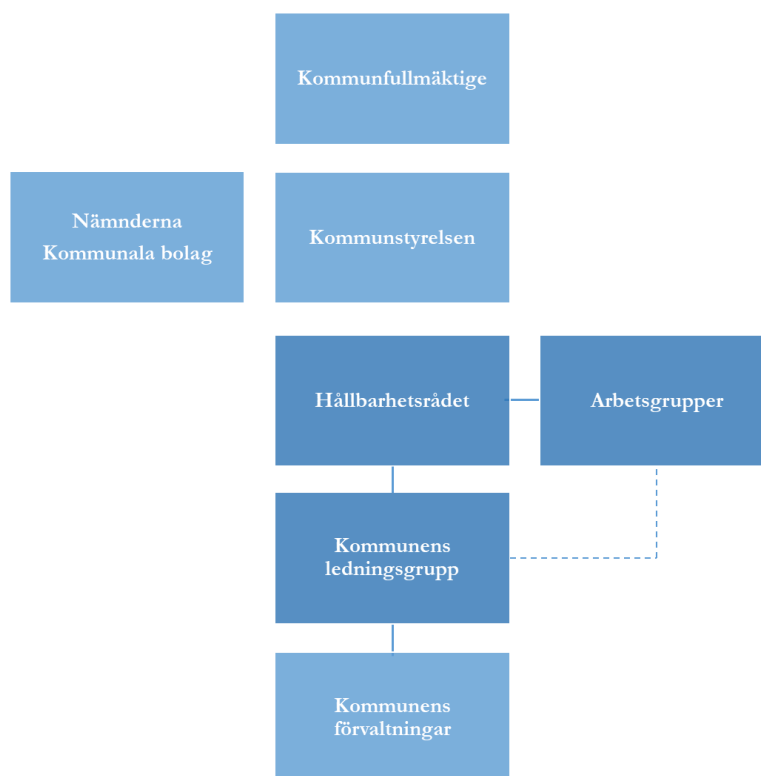 Kommunfullmäktige
Nämnderna
Kommunala bolag
Kommunstyrelsen
Hållbarhetsrådet
Arbetsgrupper
Kommunens
ledningsgrupp
Kommunens
förvaltningar